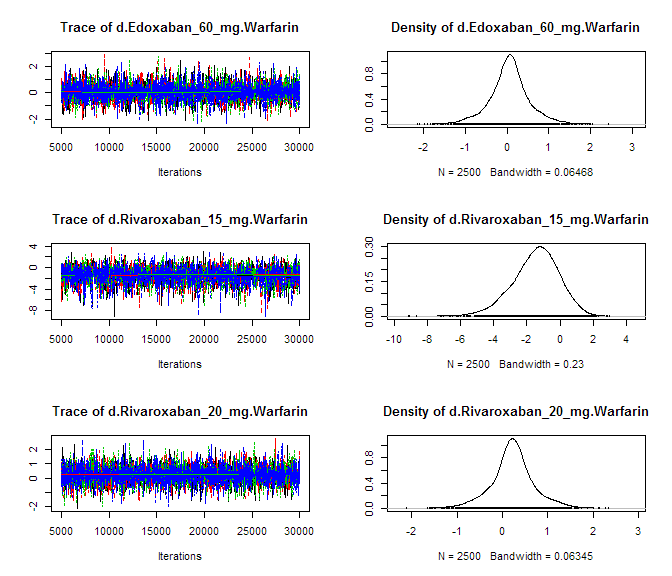 Trace of d.Edoxaban_60_mg.Warfarin
2
0
-2
5000 10000 15000 20000 25000 30000
Iterations
Density of d.Edoxaban_60_mg.Warfarin
0.8
0.4
0.0
-2 -1 0 1 2 3
N = 2500 Bandwidth = 0.06468
Trace of d.Rivaroxaban_15_mg.Warfarin
4
0
-4
-8
5000 10000 15000 20000 25000 30000
Iterations
Density of d.Rivaroxaban_15_mg.Warfarin
0.30
0.15
0.00
-10 -8 -6 -4 -2 0 2 4
N = 2500 Bandwidth = 0.23
Trace of d.Rivaroxaban_20_mg.Warfarin
2
1
0
-2
5000 10000 15000 20000 25000 30000
Iterations
Density of d.Rivaroxaban_20_mg.Warfarin
0.8
0.4
0.0
-2 -1 0 1 2 3
N = 2500 Bandwidth = 0.06345